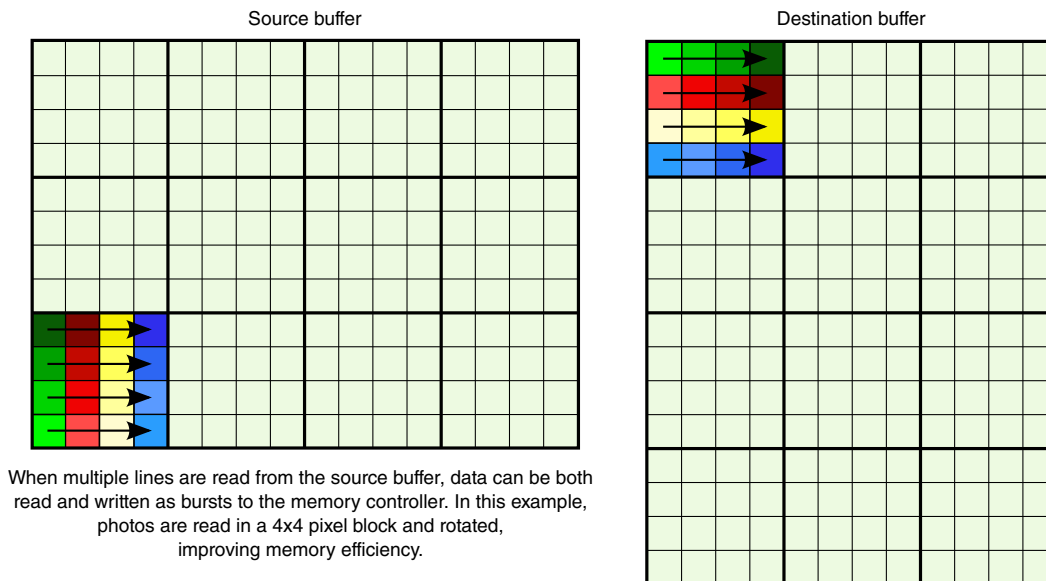 Source buffer
Destination buffer
When multiple lines are read from the source buffer, data can be both
read and written as bursts to the memory controller. In this example,
photos are read in a 4x4 pixel block and rotated,
improving memory efficiency.